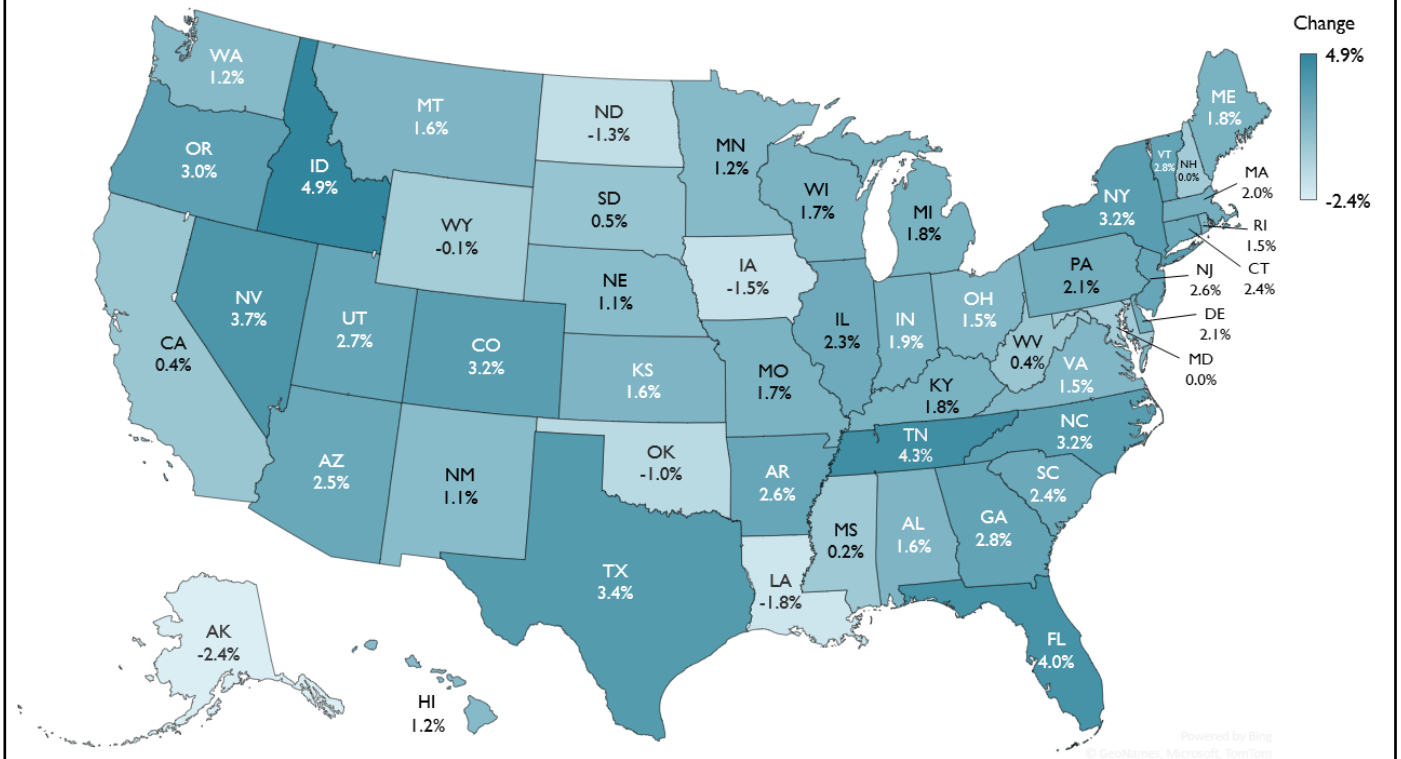 Change
4.9%
-2.4%
WA
1.2%
OR
3.0%
ID
4.9%
MT
1.6%
ND
-1.3%
MN
1.2%
WI
1.7%
MI
1.8%
NY
3.2%
VT
2.8%
NH
0.0%
ME
1.8%
MA
2.0%
RI
1.5%
CT
2.4%
NJ
2.6%
DE
2.1%
MD
0.0%
PA
2.1%
SD
0.5%
WY
-0.1%
NE
1.1%
IA
-1.5%
CA
0.4%
NV
3.7%
UT
2.7%
CO
3.2%
KS
1.6%
MO
1.7%
IL
2.3%
IN
1.9%
OH
1.5%
WV
0.4%
VA
1.5%
KY
1.8%
TN
4.3%
NC
3.2%
SC
2.4%
AZ
2.5%
NM
1.1%
OK
-1.0%
AR
2.6%
MS
0.2%
AL
1.6%
GA
2.8%
TX
3.4%
LA
-1.8%
FL
4.0%
AK
-2.4%
HI
1.2%
Powered by Bing
© GeoNames, Microsoft, TomTom